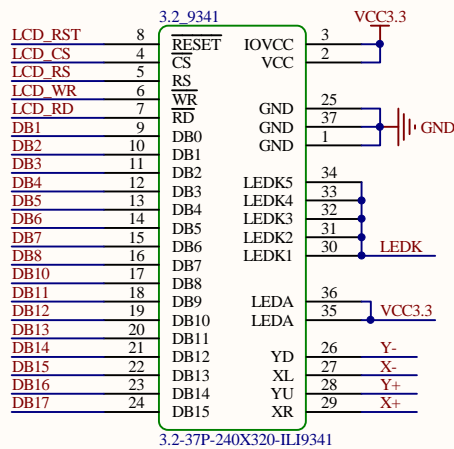 3.2_9341
VCC3.3
LCD_RST 8 RESET IOVCC 3
LCD_CS 4 CS VCC 2
LCD_RS 5 RS
LCD_WR 6 WR GND 25
LCD_RD 7 RD GND 37 GND
DB1 9 DB0 GND 1
DB2 10 DB1
DB3 11 DB2 LEDK5 34
DB4 12 DB3 LEDK4 33
DB5 13 DB4 LEDK3 32
DB6 14 DB5 LEDK2 31
DB7 15 DB6 LEDK1 30 LEDK
DB8 16 DB7
DB10 17 DB8 LEDA 36
DB11 18 DB9 LEDA 35 VCC3.3
DB12 19 DB10
DB13 20 DB11
DB14 21 DB12 YD 26 Y-
DB15 22 DB13 XL 27 X-
DB16 23 DB14 YU 28 Y+
DB17 24 DB15 XR 29 X+
3.2-37P-240X320-ILI9341